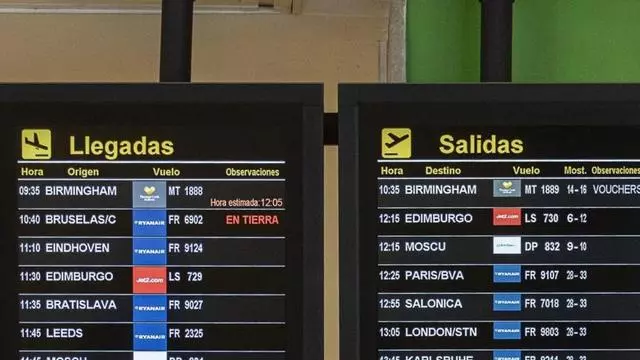 Llegadas
Hora Origen Vuelo Observaciones
09:35 BIRMINGHAM MT 1888 Hora estimada:12:05
10:40 BRUSELAS/C RYANAIR FR 6902 EN TIERRA
11:10 EINDHOVEN RYANAIR FR 9124
11:30 EDIMBURGO Jet2.com LS 729
11:35 BRATISLAVA RYANAIR FR 9027
11:45 LEEDS RYANAIR FR 2325
Salidas
Hora Destino Vuelo Most. Observaciones
10:35 BIRMINGHAM MT 1889 14-16 VOUCHERS
12:15 EDIMBURGO Jet2.com LS 730 6-12
12:15 MOSCU DP 832 9-10
12:25 PARIS/BVA RYANAIR FR 9107 28-33
12:55 SALONICA RYANAIR FR 7018 28-33
13:05 LONDON/STN RYANAIR FR 9803 28-33